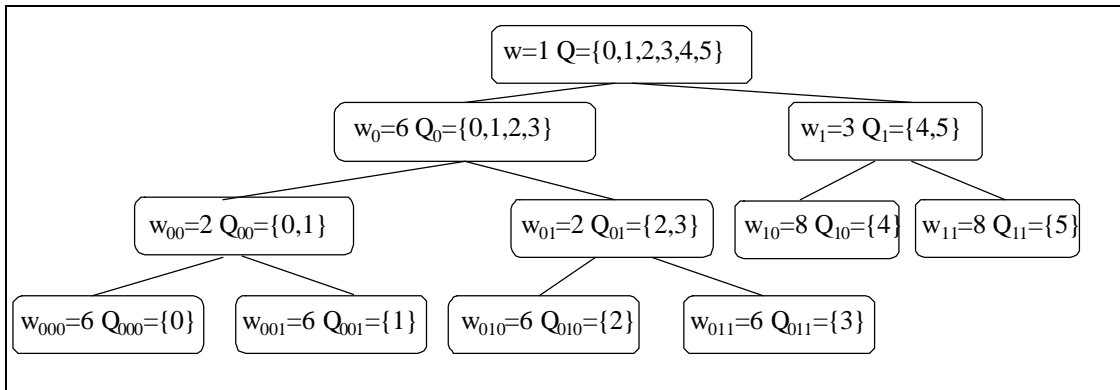 w=1 Q={0,1,2,3,4,5}
w₀=6 Q₀={0,1,2,3}
w₁=3 Q₁={4,5}
w₀₀=2 Q₀₀={0,1}
w₀₁=2 Q₀₁={2,3}
w₁₀=8 Q₁₀={4}
w₁₁=8 Q₁₁={5}
w₀₀₀=6 Q₀₀₀={0}
w₀₀₁=6 Q₀₀₁={1}
w₀₁₀=6 Q₀₁₀={2}
w₀₁₁=6 Q₀₁₁={3}